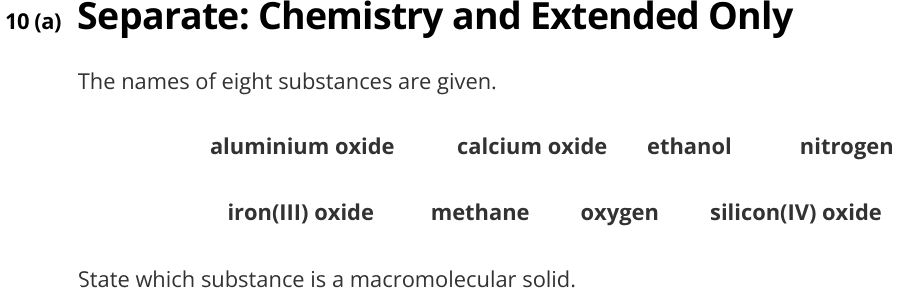 10 (a) Separate: Chemistry and Extended Only
The names of eight substances are given.
aluminium oxide calcium oxide ethanol nitrogen
iron(III) oxide methane oxygen silicon(IV) oxide
State which substance is a macromolecular solid.